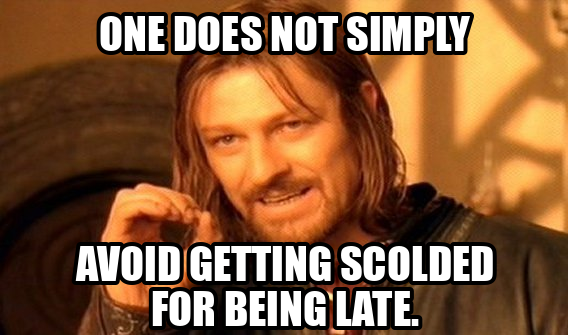 ONE DOES NOT SIMPLY
AVOID GETTING SCOLDED
FOR BEING LATE.